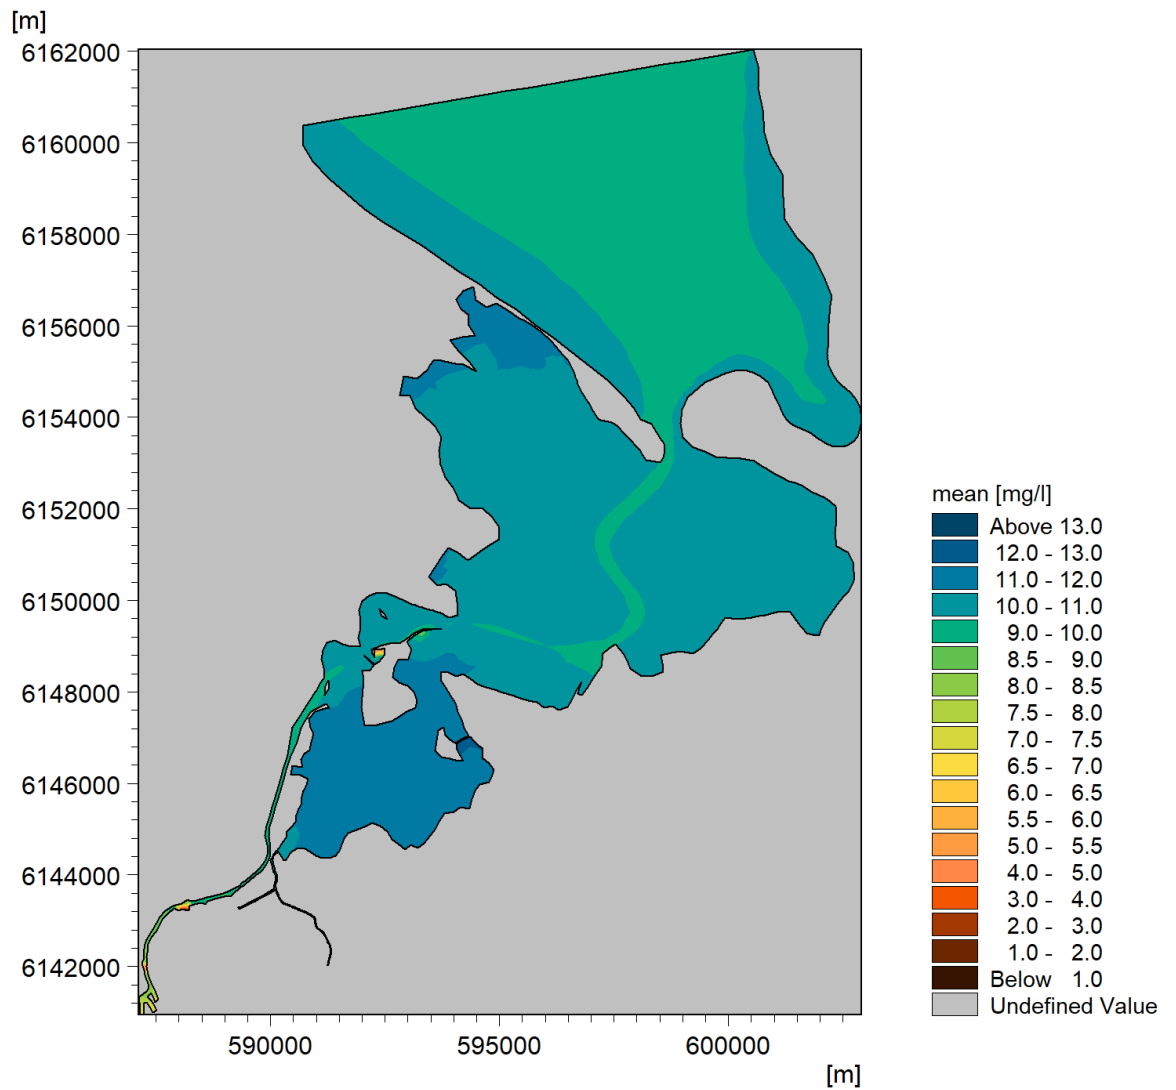 [m]
6162000
6160000
6158000
6156000
6154000
6152000
6150000
6148000
6146000
6144000
6142000
590000 595000 600000
[m]
mean [mg/l]
Above 13.0
12.0 - 13.0
11.0 - 12.0
10.0 - 11.0
9.0 - 10.0
8.5 - 9.0
8.0 - 8.5
7.5 - 8.0
7.0 - 7.5
6.5 - 7.0
6.0 - 6.5
5.5 - 6.0
5.0 - 5.5
4.0 - 5.0
3.0 - 4.0
2.0 - 3.0
1.0 - 2.0
Below 1.0
Undefined Value